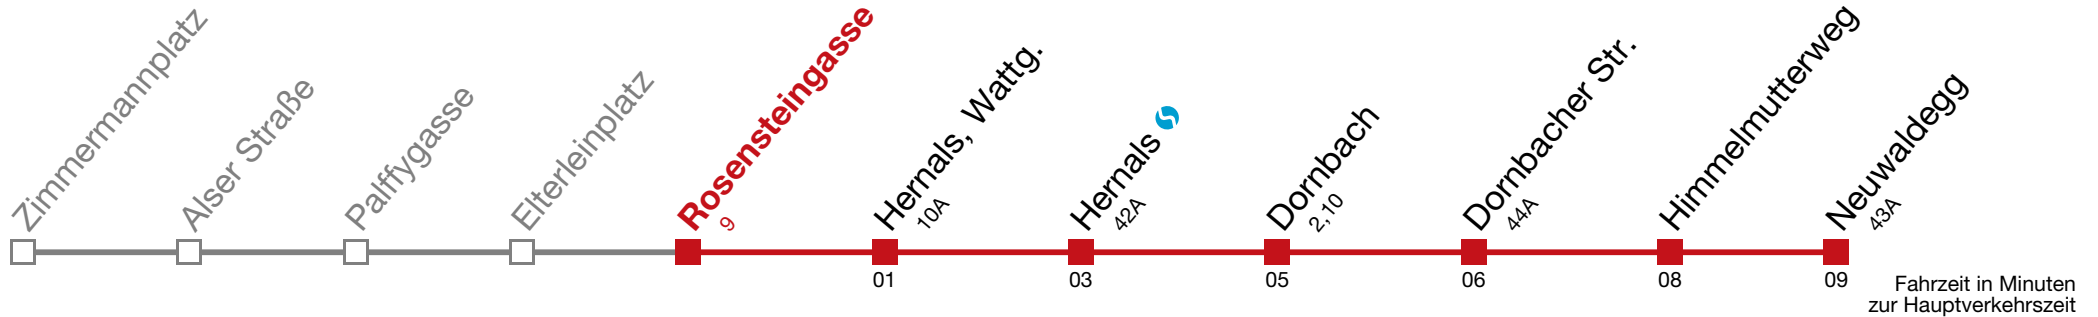 Zimmermannplatz
Alser Straße
Palffygasse
Elterleinplatz
Rosensteingasse
9
Hernals, Wattg.
10A
01
Hernals
42A
03
Dornbach
2,10
05
Dornbacher Str.
44A
06
Himmelmutterweg
08
Neuwaldegg
43A
09
Fahrzeit in Minuten
zur Hauptverkehrszeit